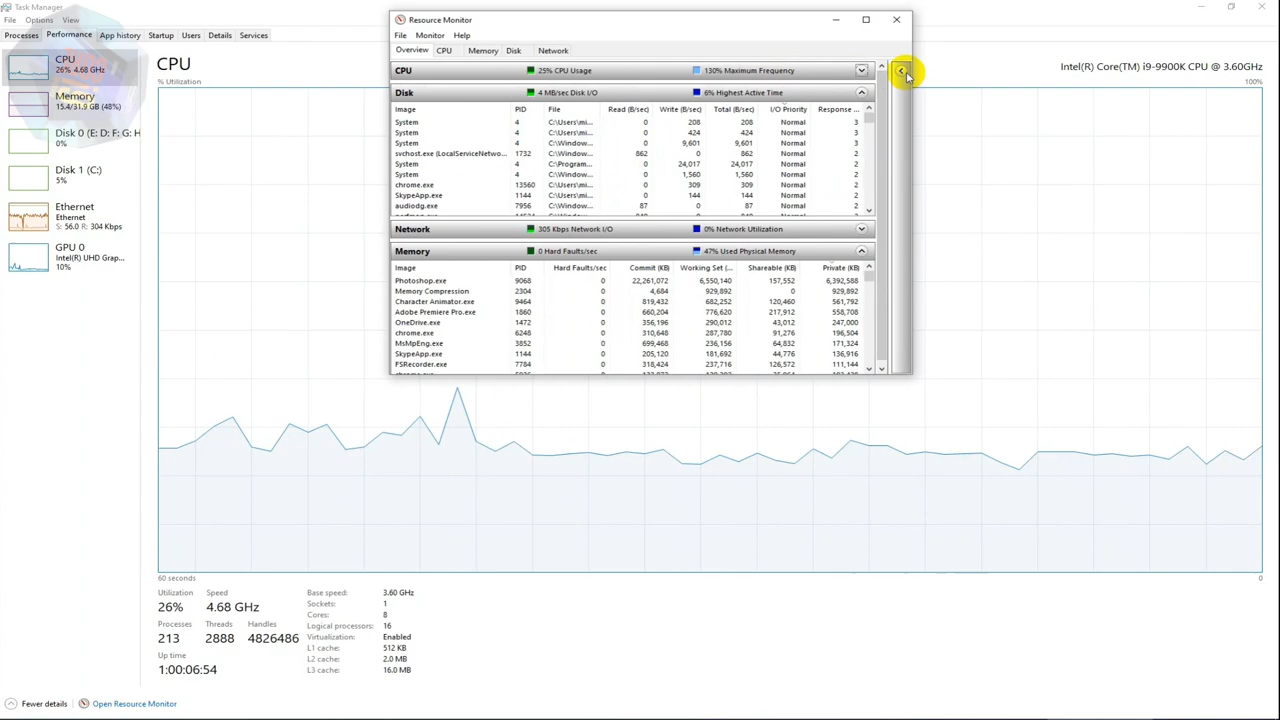 Task Manager
File Options View
Processes Performance App history Startup Users Details Services
CPU
26% 4.68 GHz
Memory
15.4/31.9 GB (48%)
Disk 0 (E: D: F: G: H
0%
Disk 1 (C:)
5%
Ethernet
Ethernet
S: 56.0 R: 304 Kbps
GPU 0
Intel(R) UHD Grap...
10%
CPU
Intel(R) Core(TM) i9-9900K CPU @ 3.60GHz
% Utilization
100%
Resource Monitor
File Monitor Help
Overview CPU Memory Disk Network
CPU 25% CPU Usage 130% Maximum Frequency
Disk 4 MB/sec Disk I/O 6% Highest Active Time
Image PID File Read (B/sec) Write (B/sec) Total (B/sec) I/O Priority Response ...
System 4 C:\Users\mi... 0 208 208 Normal 3
System 4 C:\Users\mi... 0 424 424 Normal 3
System 4 C:\Window... 0 9,601 9,601 Normal 3
svchost.exe (LocalServiceNetwo... 1732 C:\Window... 862 0 862 Normal 2
System 4 C:\Program... 0 24,017 24,017 Normal 2
System 4 C:\Window... 0 1,560 1,560 Normal 2
chrome.exe 13560 C:\Users\mi... 0 309 309 Normal 2
SkypeApp.exe 1144 C:\Users\mi... 0 144 144 Normal 2
audiodg.exe 7956 C:\Window... 87 0 87 Normal 2
Network 305 Kbps Network I/O 0% Network Utilization
Memory 0 Hard Faults/sec 47% Used Physical Memory
Image PID Hard Faults/sec Commit (KB) Working Set (... Shareable (KB) Private (KB)
Photoshop.exe 9068 0 22,261,072 6,550,140 157,552 6,392,588
Memory Compression 2304 0 4,684 929,892 0 929,892
Character Animator.exe 9464 0 819,432 682,252 120,460 561,792
Adobe Premiere Pro.exe 1860 0 660,204 776,620 217,912 558,708
OneDrive.exe 1472 0 356,196 290,012 43,012 247,000
chrome.exe 6248 0 310,648 287,780 91,276 196,504
MsMpEng.exe 3852 0 699,468 236,156 64,832 171,324
SkypeApp.exe 1144 0 205,120 181,692 44,776 136,916
FSRecorder.exe 7784 0 318,424 237,716 126,572 111,144
60 seconds
0
Utilization Speed
26% 4.68 GHz
Processes Threads Handles
213 2888 4826486
Up time
1:00:06:54
Base speed: 3.60 GHz
Sockets: 1
Cores: 8
Logical processors: 16
Virtualization: Enabled
L1 cache: 512 KB
L2 cache: 2.0 MB
L3 cache: 16.0 MB
Fewer details Open Resource Monitor